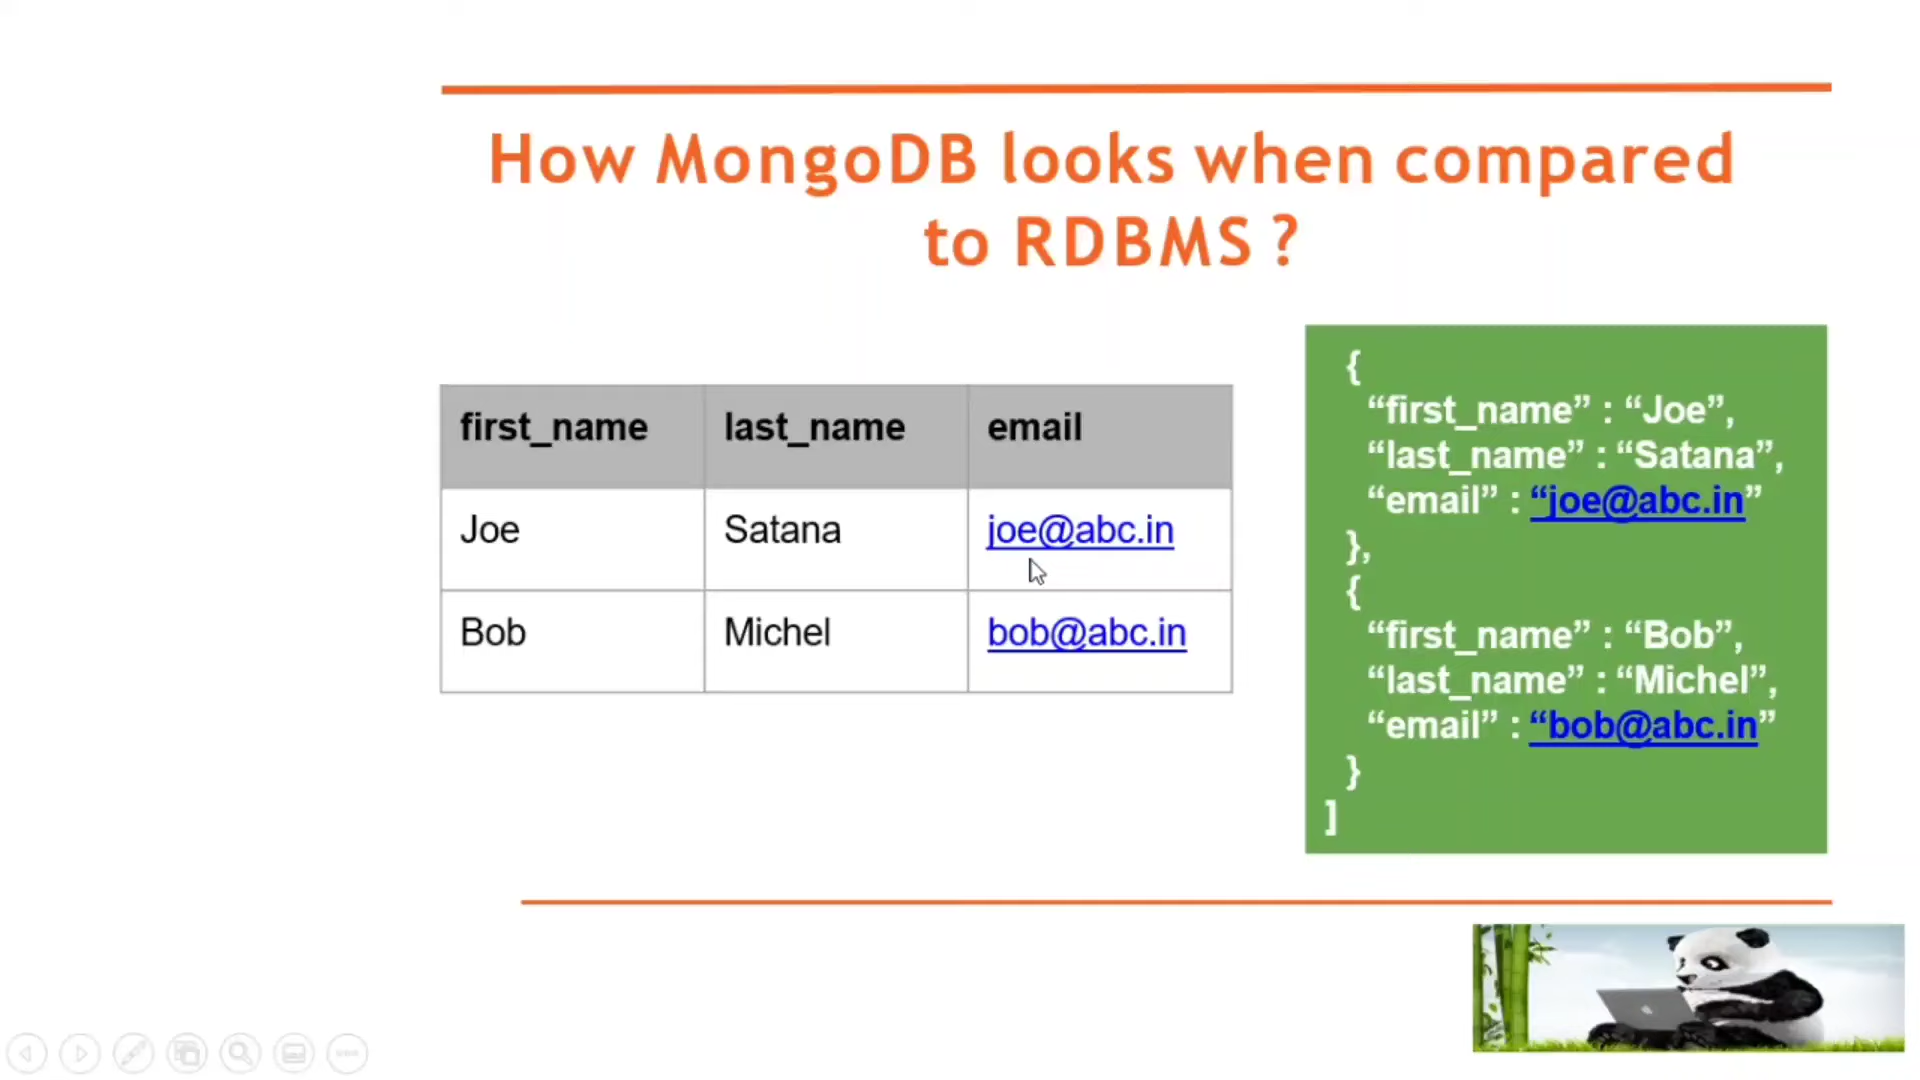 How MongoDB looks when compared
to RDBMS ?
first_name last_name email
Joe Satana joe@abc.in
Bob Michel bob@abc.in
{
“first_name” : “Joe”,
“last_name” : “Satana”,
“email” : “joe@abc.in”
},
{
“first_name” : “Bob”,
“last_name” : “Michel”,
“email” : “bob@abc.in”
}
]